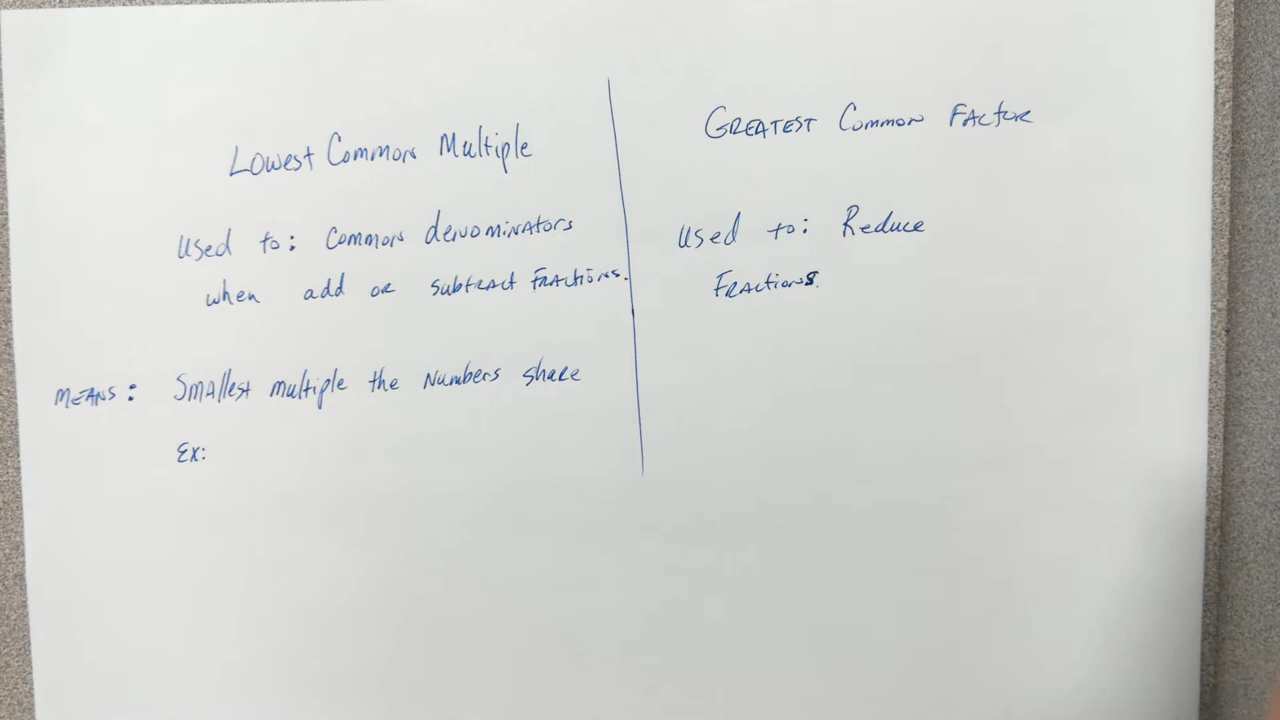 Lowest Common Multiple
Used to: Common denominators
when add or subtract Fractions.
MEANS: Smallest multiple the Numbers share
Ex:
GREATEST Common Factor
Used to: Reduce
Fractions.